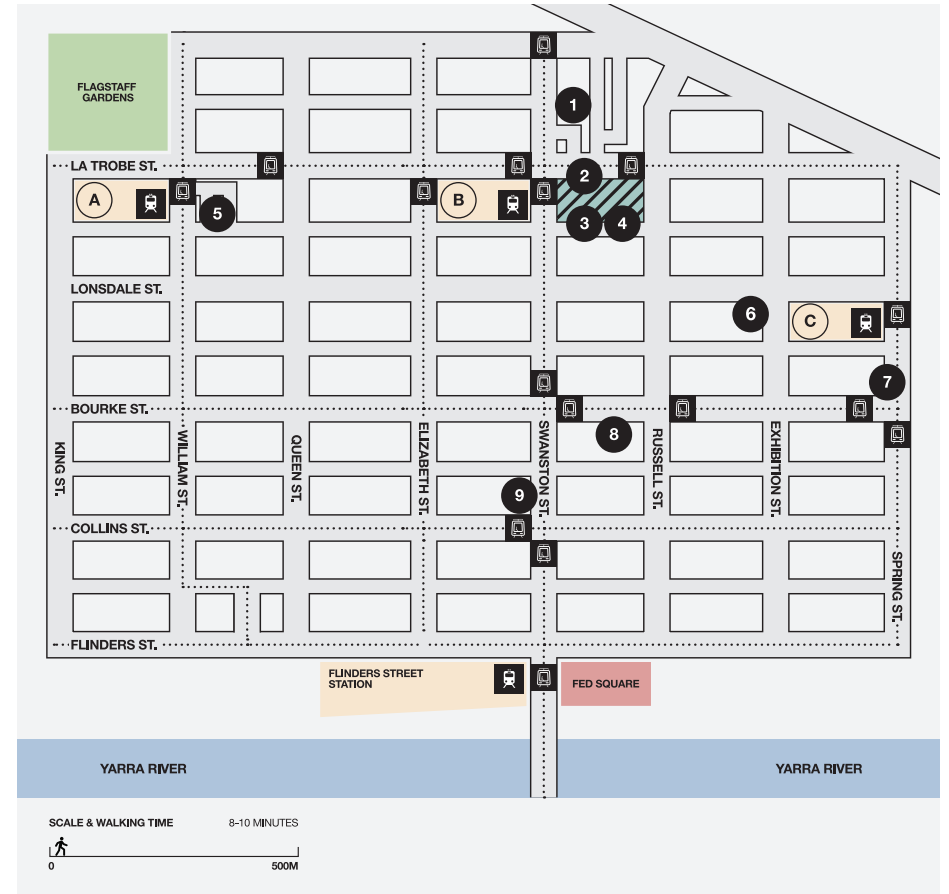 FLAGSTAFF
GARDENS
1
LA TROBE ST.
2
A
B
5
3
4
LONSDALE ST.
6
C
7
BOURKE ST.
8
KING ST.
WILLIAM ST.
QUEEN ST.
ELIZABETH ST.
SWANSTON ST.
RUSSELL ST.
EXHIBITION ST.
9
COLLINS ST.
SPRING ST.
FLINDERS ST.
FLINDERS STREET
STATION
FED SQUARE
YARRA RIVER
YARRA RIVER
SCALE & WALKING TIME
8-10 MINUTES
0
500M